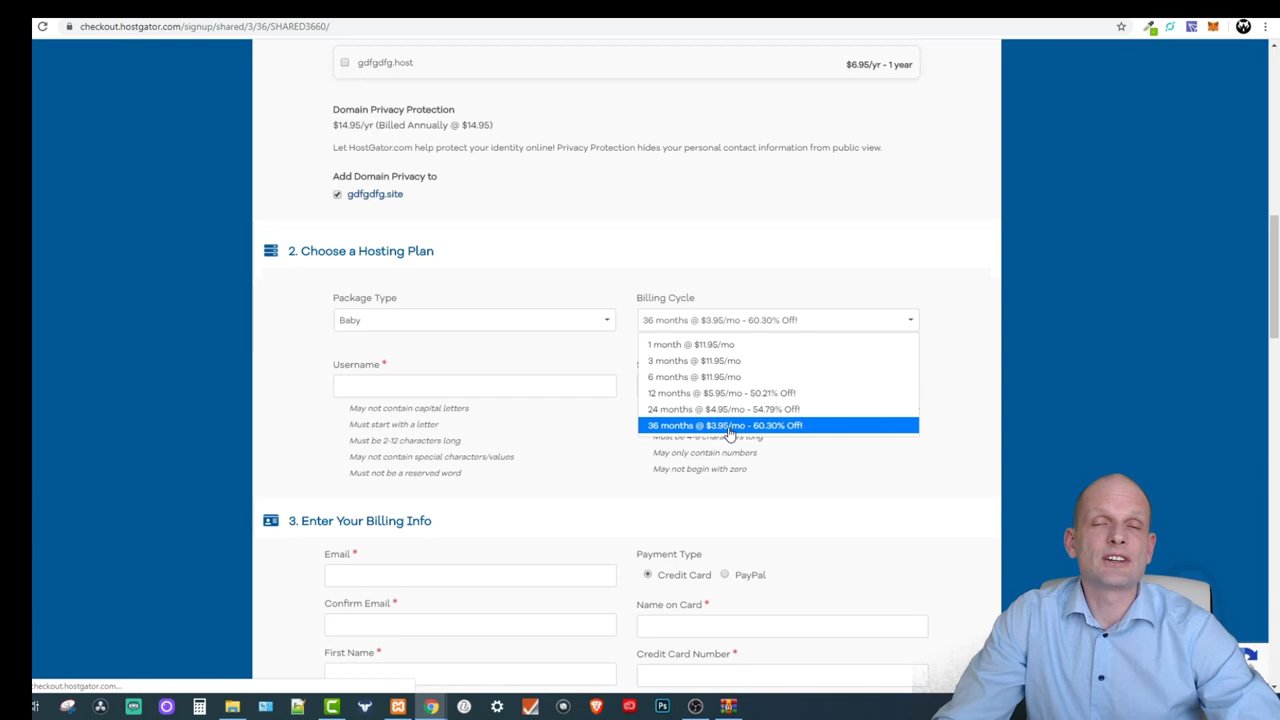 checkout.hostgator.com/signup/shared/3/36/SHARED3660/
gdfgdfg.host
$6.95/yr - 1 year
Domain Privacy Protection
$14.95/yr (Billed Annually @ $14.95)
Let HostGator.com help protect your identity online! Privacy Protection hides your personal contact information from public view.
Add Domain Privacy to
gdfgdfg.site
2. Choose a Hosting Plan
Package Type
Billing Cycle
Baby
36 months @ $3.95/mo - 60.30% Off!
1 month @ $11.95/mo
3 months @ $11.95/mo
6 months @ $11.95/mo
12 months @ $5.95/mo - 50.21% Off!
24 months @ $4.95/mo - 54.79% Off!
36 months @ $3.95/mo - 60.30% Off!
Username *
May not contain capital letters
Must start with a letter
Must be 2-12 characters long
May not contain special characters/values
Must not be a reserved word
Must be 4-8 characters long
May only contain numbers
May not begin with zero
3. Enter Your Billing Info
Email *
Payment Type
Credit Card
PayPal
Confirm Email *
Name on Card *
First Name *
Credit Card Number *
checkout.hostgator.com...